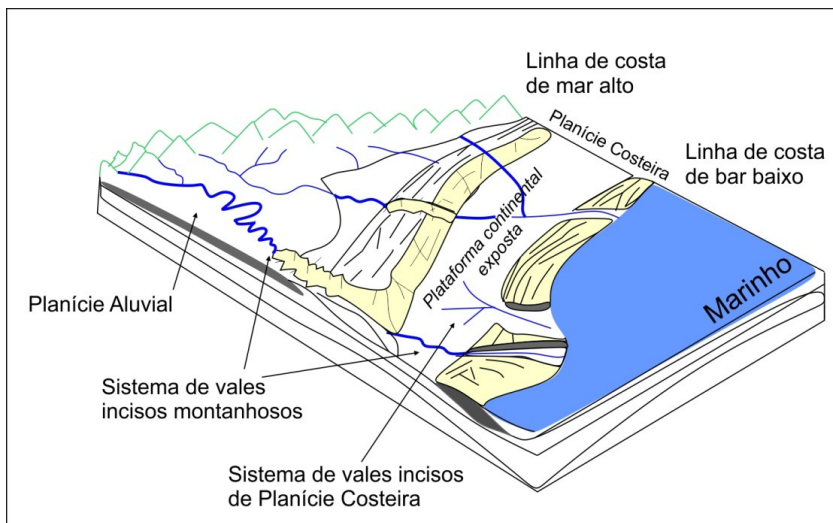 Linha de costa
de mar alto
Planície Costeira
Linha de costa
de bar baixo
Plataforma continental
exposta
Marinho
Planície Aluvial
Sistema de vales
incisos montanhosos
Sistema de vales incisos
de Planície Costeira